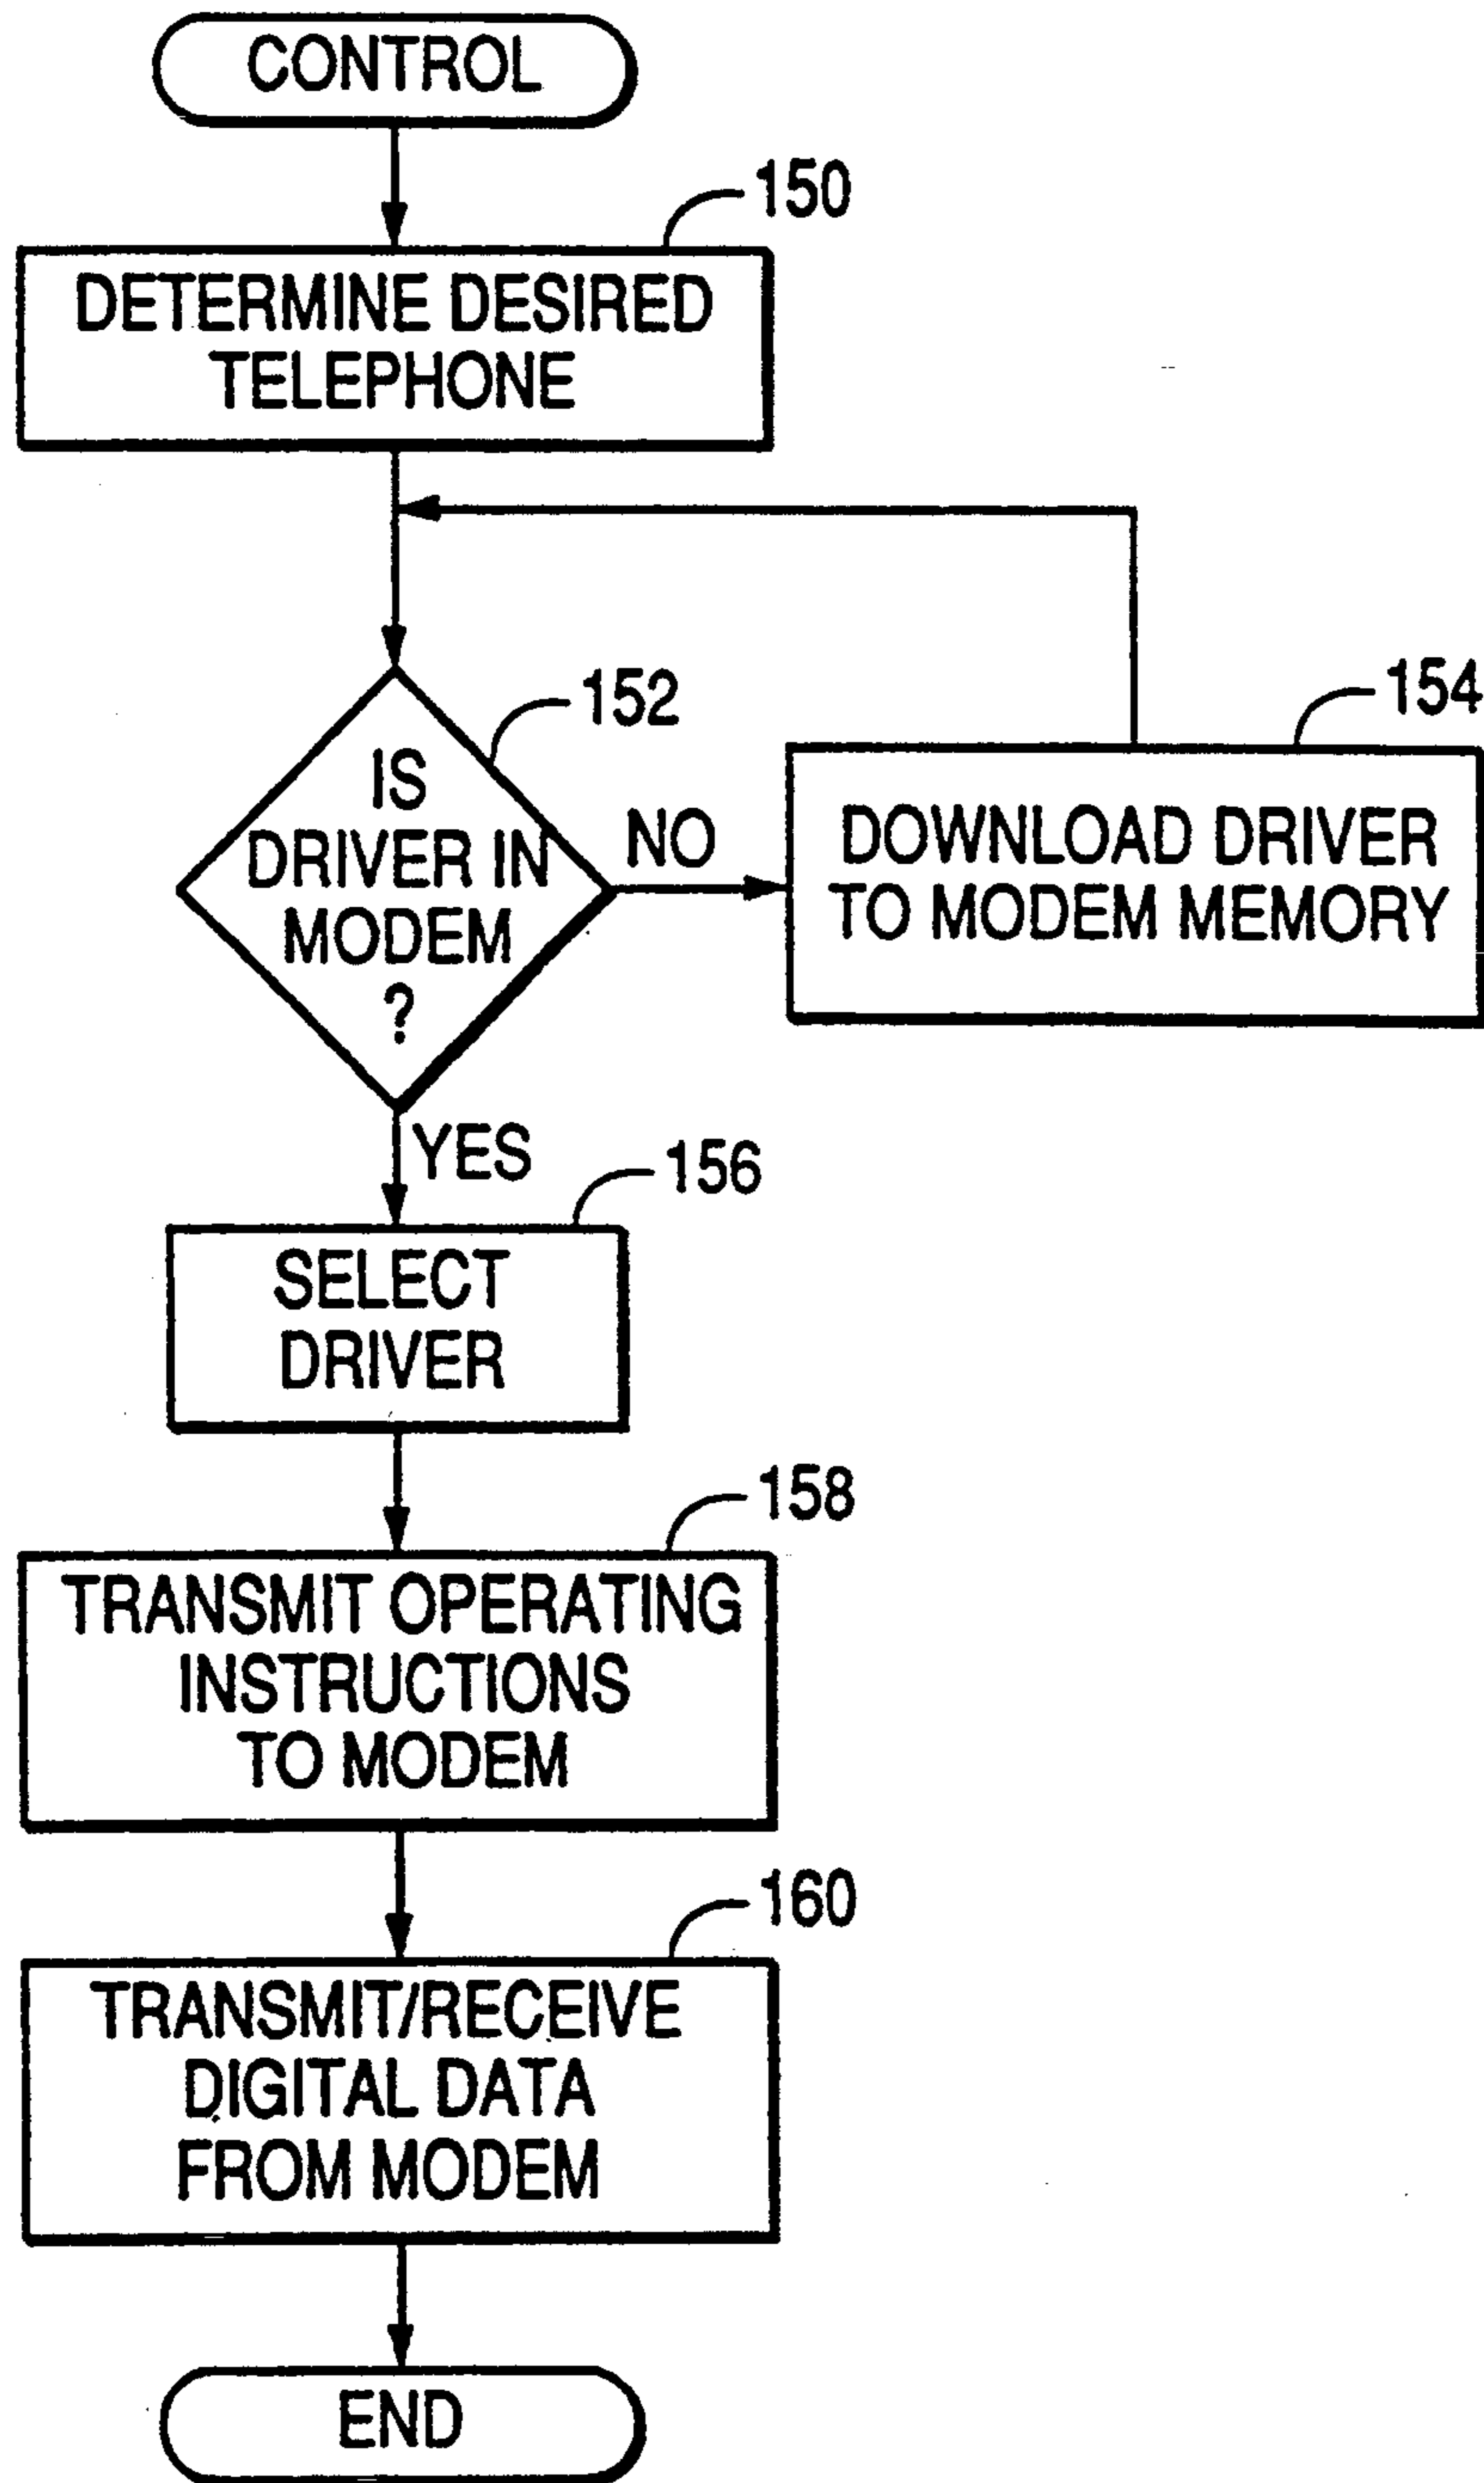 CONTROL
150
DETERMINE DESIRED
TELEPHONE
152
IS
DRIVER IN
MODEM
?
NO
154
DOWNLOAD DRIVER
TO MODEM MEMORY
YES
156
SELECT
DRIVER
158
TRANSMIT OPERATING
INSTRUCTIONS
TO MODEM
160
TRANSMIT/RECEIVE
DIGITAL DATA
FROM MODEM
END